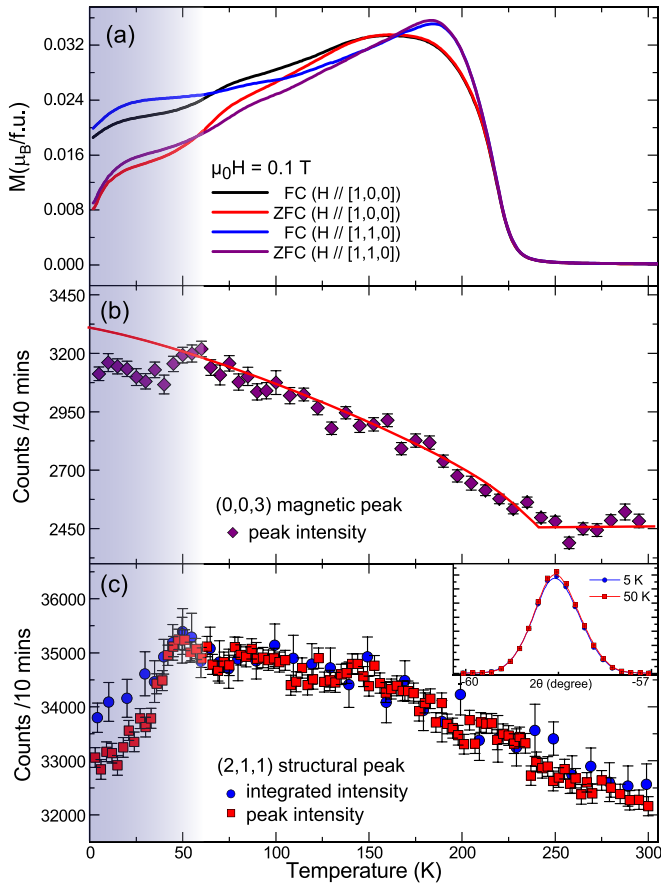 (a)
0.032
0.024
0.016
0.008
0.000
M(μB/f.u.)
μ0H = 0.1 T
FC (H // [1,0,0])
ZFC (H // [1,0,0])
FC (H // [1,1,0])
ZFC (H // [1,1,0])
(b)
3450
3200
2950
2700
2450
Counts /40 mins
(0,0,3) magnetic peak
peak intensity
(c)
36000
35000
34000
33000
32000
Counts /10 mins
5 K
50 K
-60
2θ (degree)
-57
(2,1,1) structural peak
integrated intensity
peak intensity
0 50 100 150 200 250 300
Temperature (K)